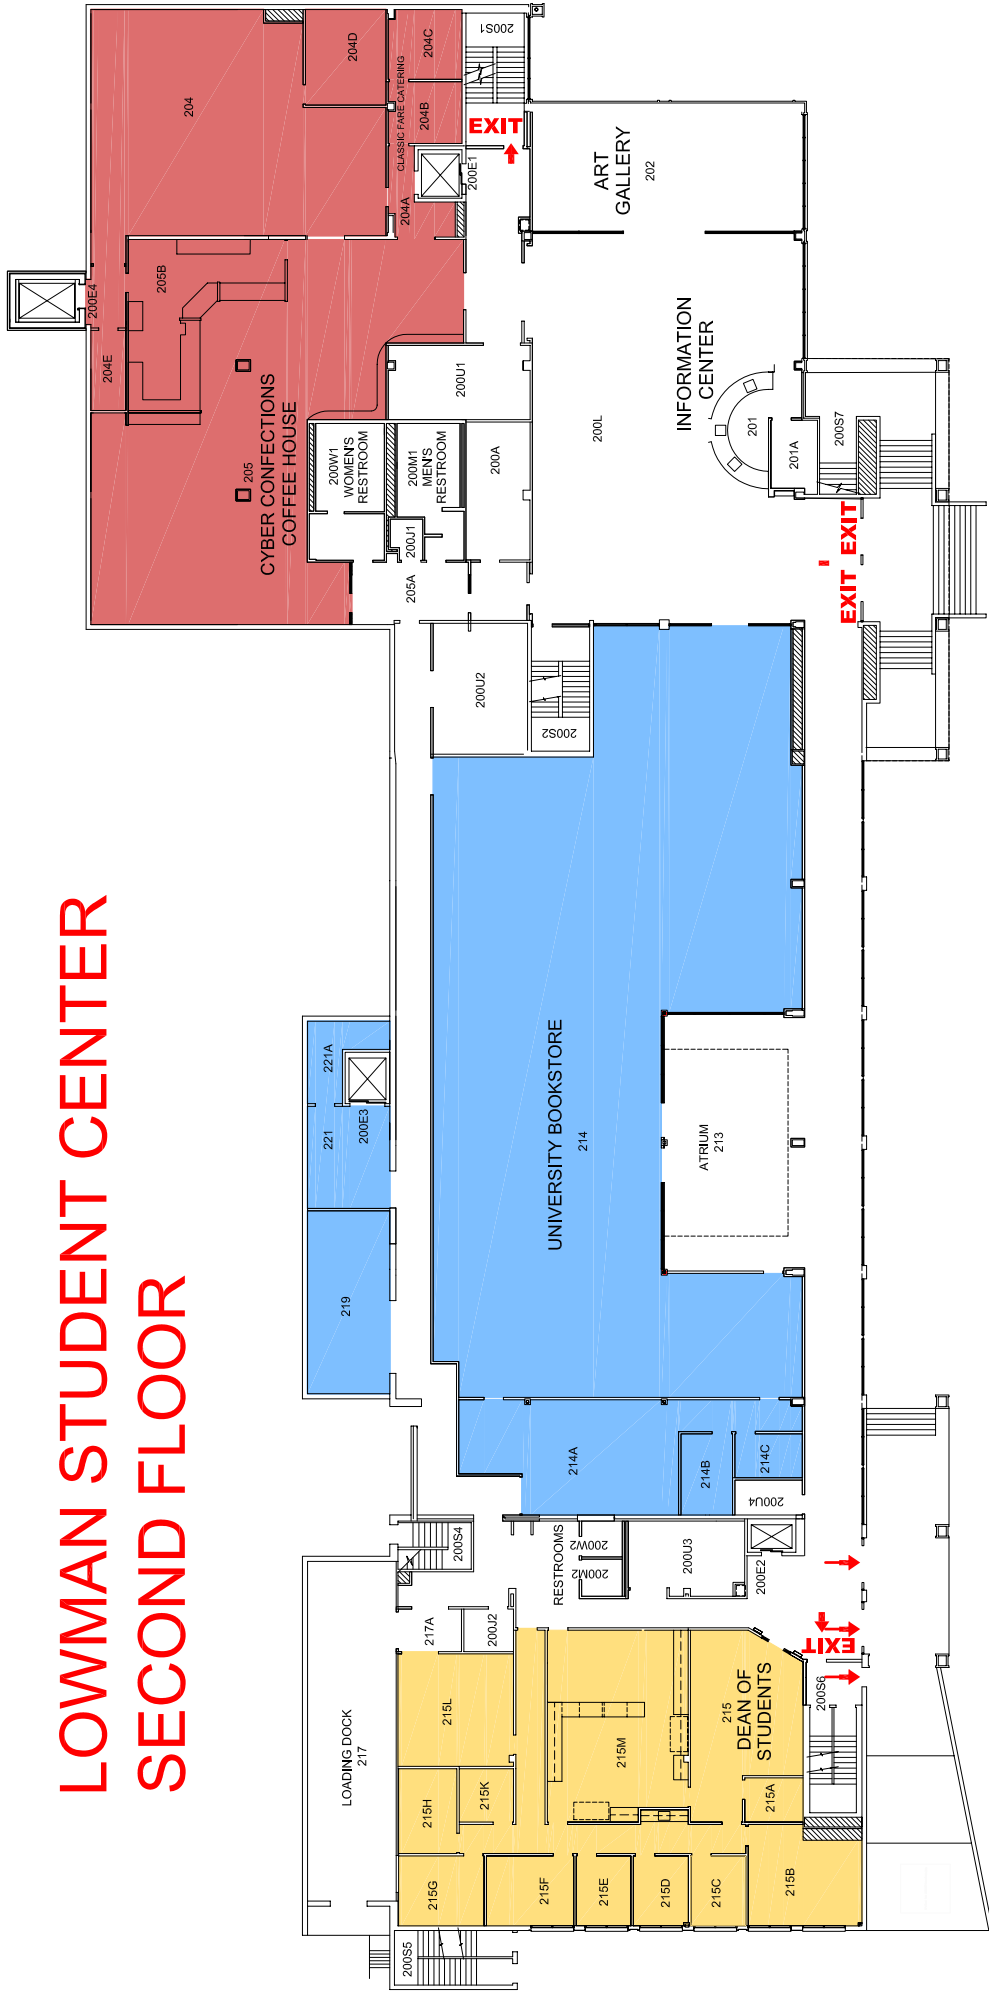 LOWMAN STUDENT CENTER
SECOND FLOOR
LOADING DOCK
217
200S5
215G
215H
215K
215L
217A
200J2
200S4
215F
215E
215D
215C
215B
215A
215M
215
DEAN OF
STUDENTS
200S6
EXIT
RESTROOMS
200M2
200W2
200U3
200E2
200U4
214A
214B
214C
219
221
221A
200E3
UNIVERSITY BOOKSTORE
214
ATRIUM
213
200S2
200U2
205A
200J1
200W1
WOMEN'S
RESTROOM
200M1
MEN'S
RESTROOM
200A
200U1
CYBER CONFECTIONS
COFFEE HOUSE
205
205B
204E
200E4
204
204D
204C
204B
204A
CLASSIC FARE CATERING
200E1
200S1
EXIT
ART
GALLERY
202
200L
INFORMATION
CENTER
201
201A
200S7
EXIT
EXIT